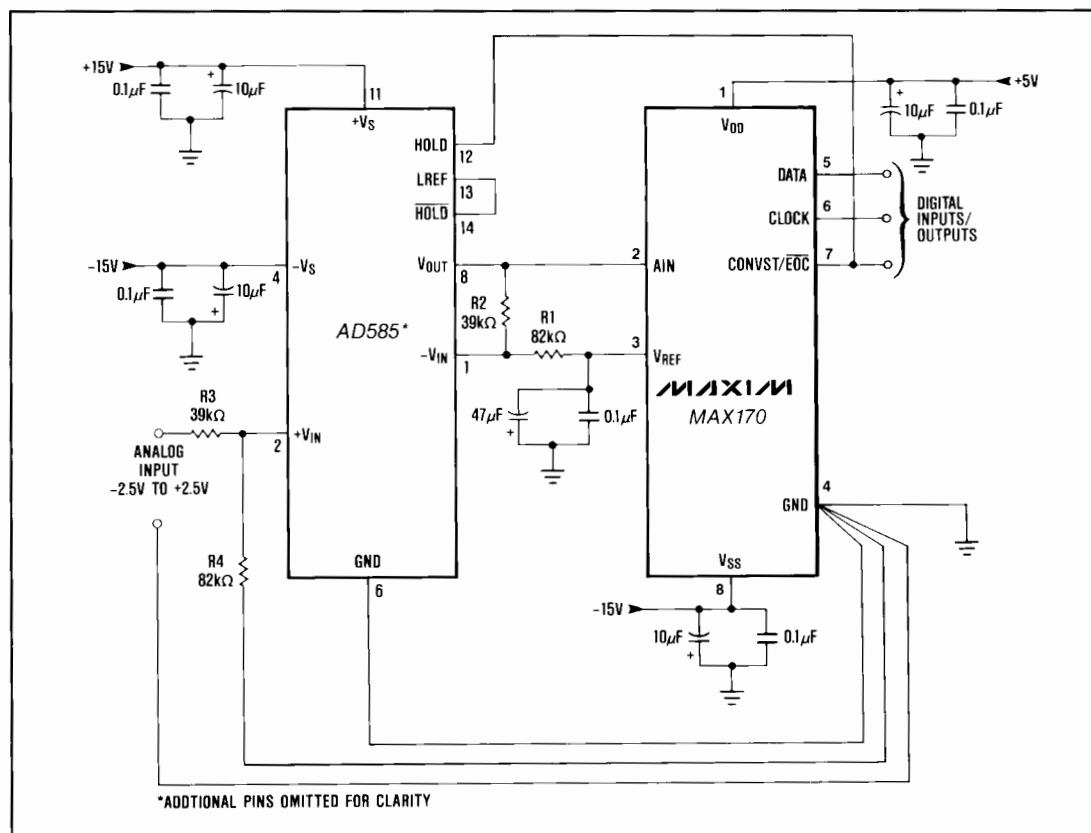 +15V
0.1µF
+
10µF
11
+VS
HOLD
12
LREF
13
H̅O̅L̅D̅
14
-15V
4
-VS
0.1µF
10µF
+
AD585*
VOUT
8
R2
39kΩ
R1
82kΩ
-VIN
1
47µF
+
0.1µF
R3
39kΩ
+VIN
2
ANALOG
INPUT
-2.5V TO +2.5V
R4
82kΩ
GND
6
1
VDD
+5V
+
10µF
0.1µF
DATA
5
CLOCK
6
CONVST/E̅O̅C̅
7
DIGITAL
INPUTS/
OUTPUTS
2
AIN
3
VREF
MAXIM
MAX170
4
GND
VSS
8
-15V
10µF
+
0.1µF
*ADDTIONAL PINS OMITTED FOR CLARITY